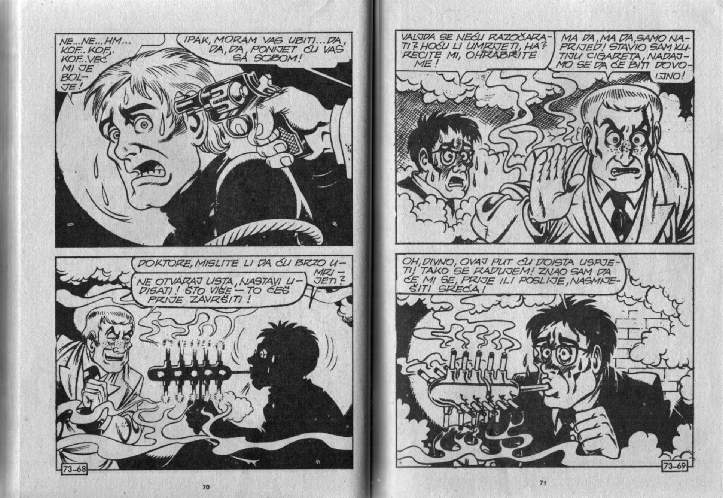 NE...NE...HM...
KOF...KOF,
KOF..VEĆ
MI JE
BOL-
JE!
IPAK, MORAM VAS UBITI...DA,
DA, DA, PONIJET ĆU VAS
SA SOBOM!
DOKTORE, MISLITE LI DA ĆU BRZO U-
MRI-
JETI?
NE OTVARAJ USTA, NASTAVI U-
DISATI! ŠTO VIŠE - TO ĆEŠ
PRIJE ZAVRŠITI!
73-68
70
VALJDA SE NEĆU RAZOČARA-
TI? HOĆU LI UMRIJETI, HA?
RECITE MI, OHRABRITE
ME!
MA DA, MA DA, SAMO NA-
PRIJED! STAVIO SAM KU-
TIJU CIGARETA, NADAJ-
MO SE DA ĆE BITI DOVO-
LJNO!
OH, DIVNO, OVAJ PUT ĆU DOISTA USPJE-
TI! TAKO SE RADUJEM! ZNAO SAM DA
ĆE MI SE, PRIJE ILI POSLIJE, NASMIJE-
ŠITI SREĆA!
73-69
71